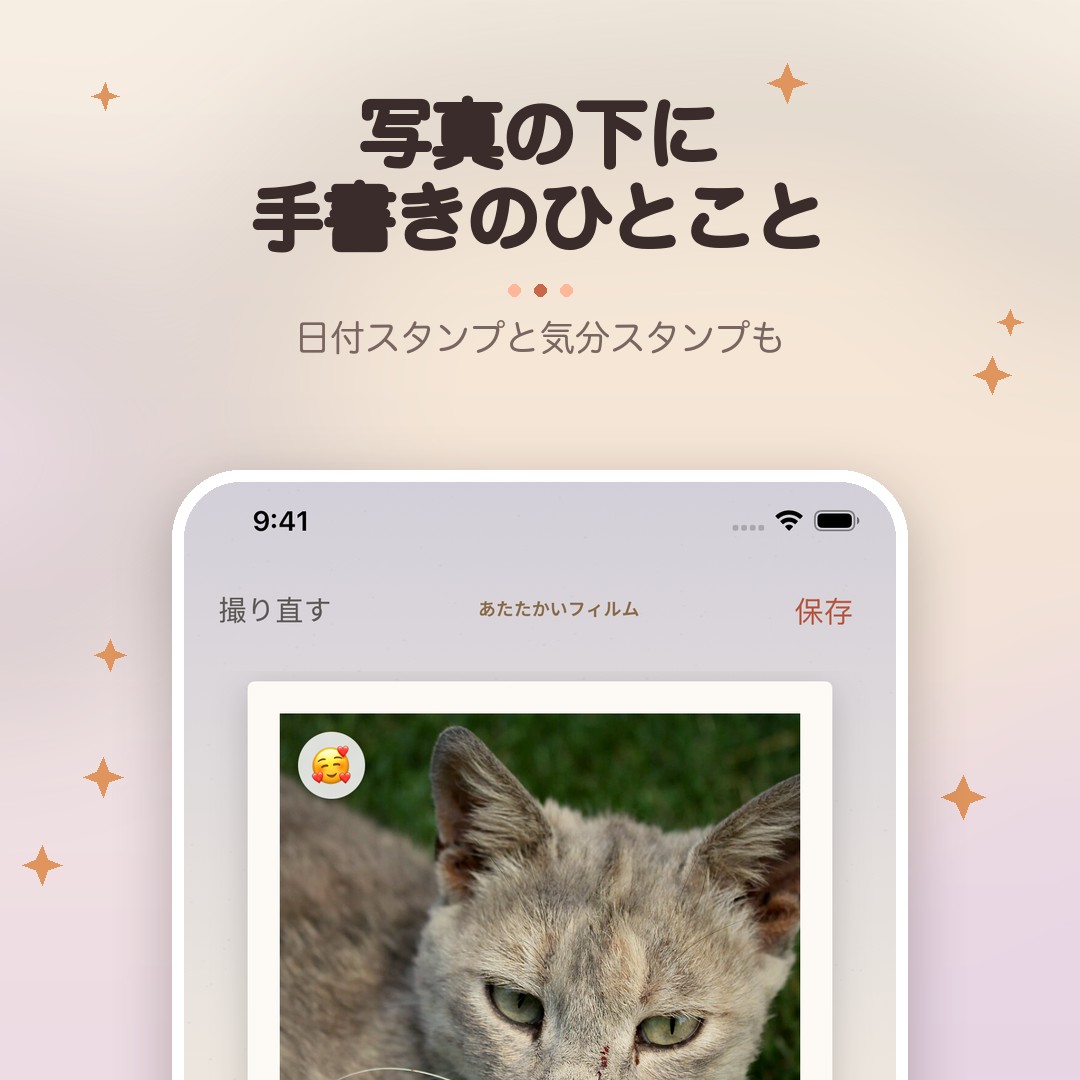 写真の下に
手書きのひとこと
日付スタンプと気分スタンプも
9:41
撮り直す あたたかいフィルム 保存